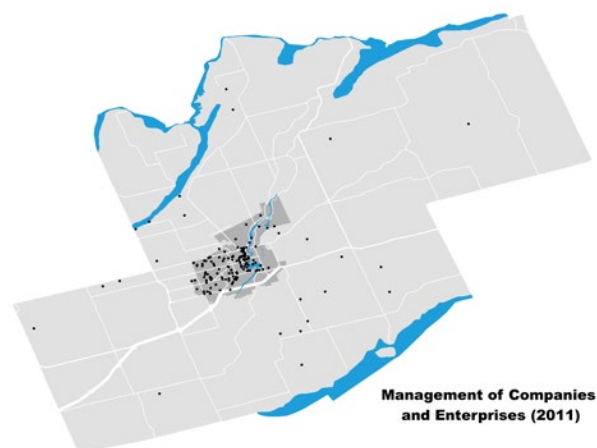 Management of Companies
and Enterprises (2011)